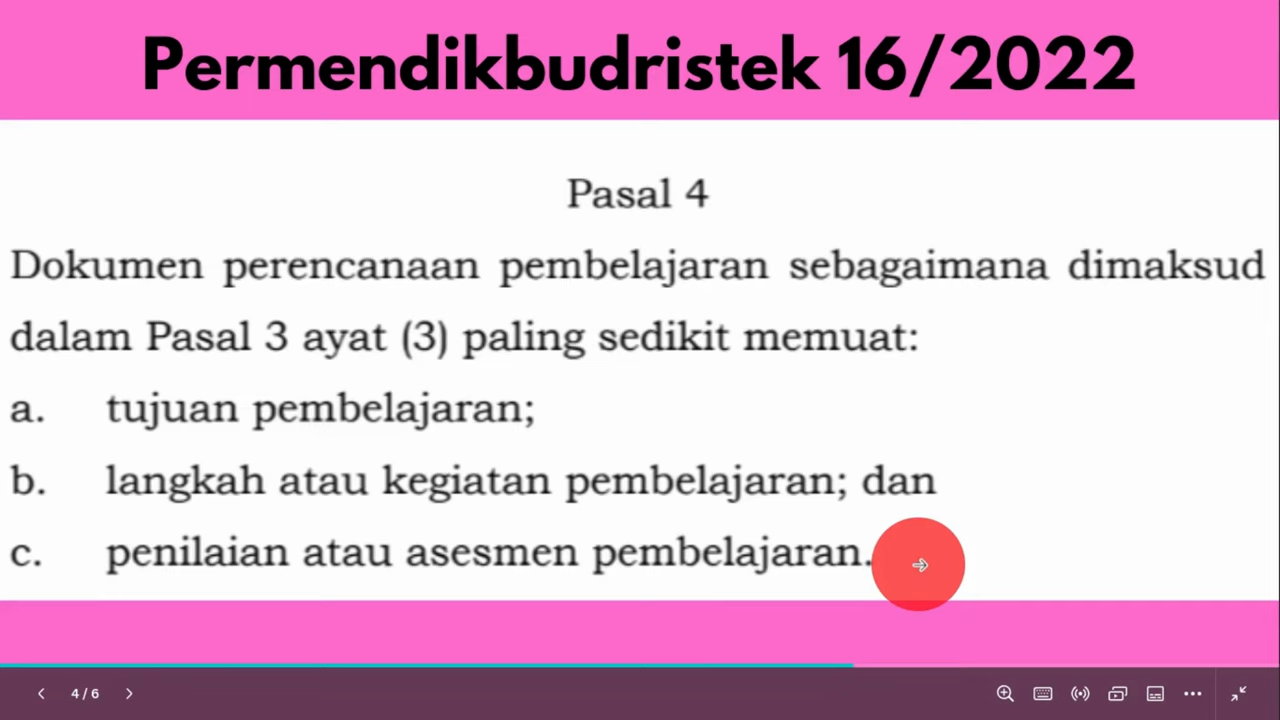 Permendikbudristek 16/2022
Pasal 4
Dokumen perencanaan pembelajaran sebagaimana dimaksud
dalam Pasal 3 ayat (3) paling sedikit memuat:
a. tujuan pembelajaran;
b. langkah atau kegiatan pembelajaran; dan
c. penilaian atau asesmen pembelajaran.
4 / 6